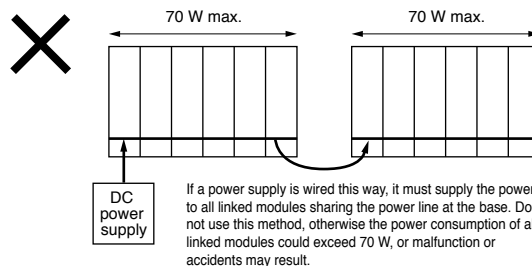 70 W max.
70 W max.
DC
power
supply
If a power supply is wired this way, it must supply the power
to all linked modules sharing the power line at the base. Do
not use this method, otherwise the power consumption of a
linked modules could exceed 70 W, or malfunction or
accidents may result.